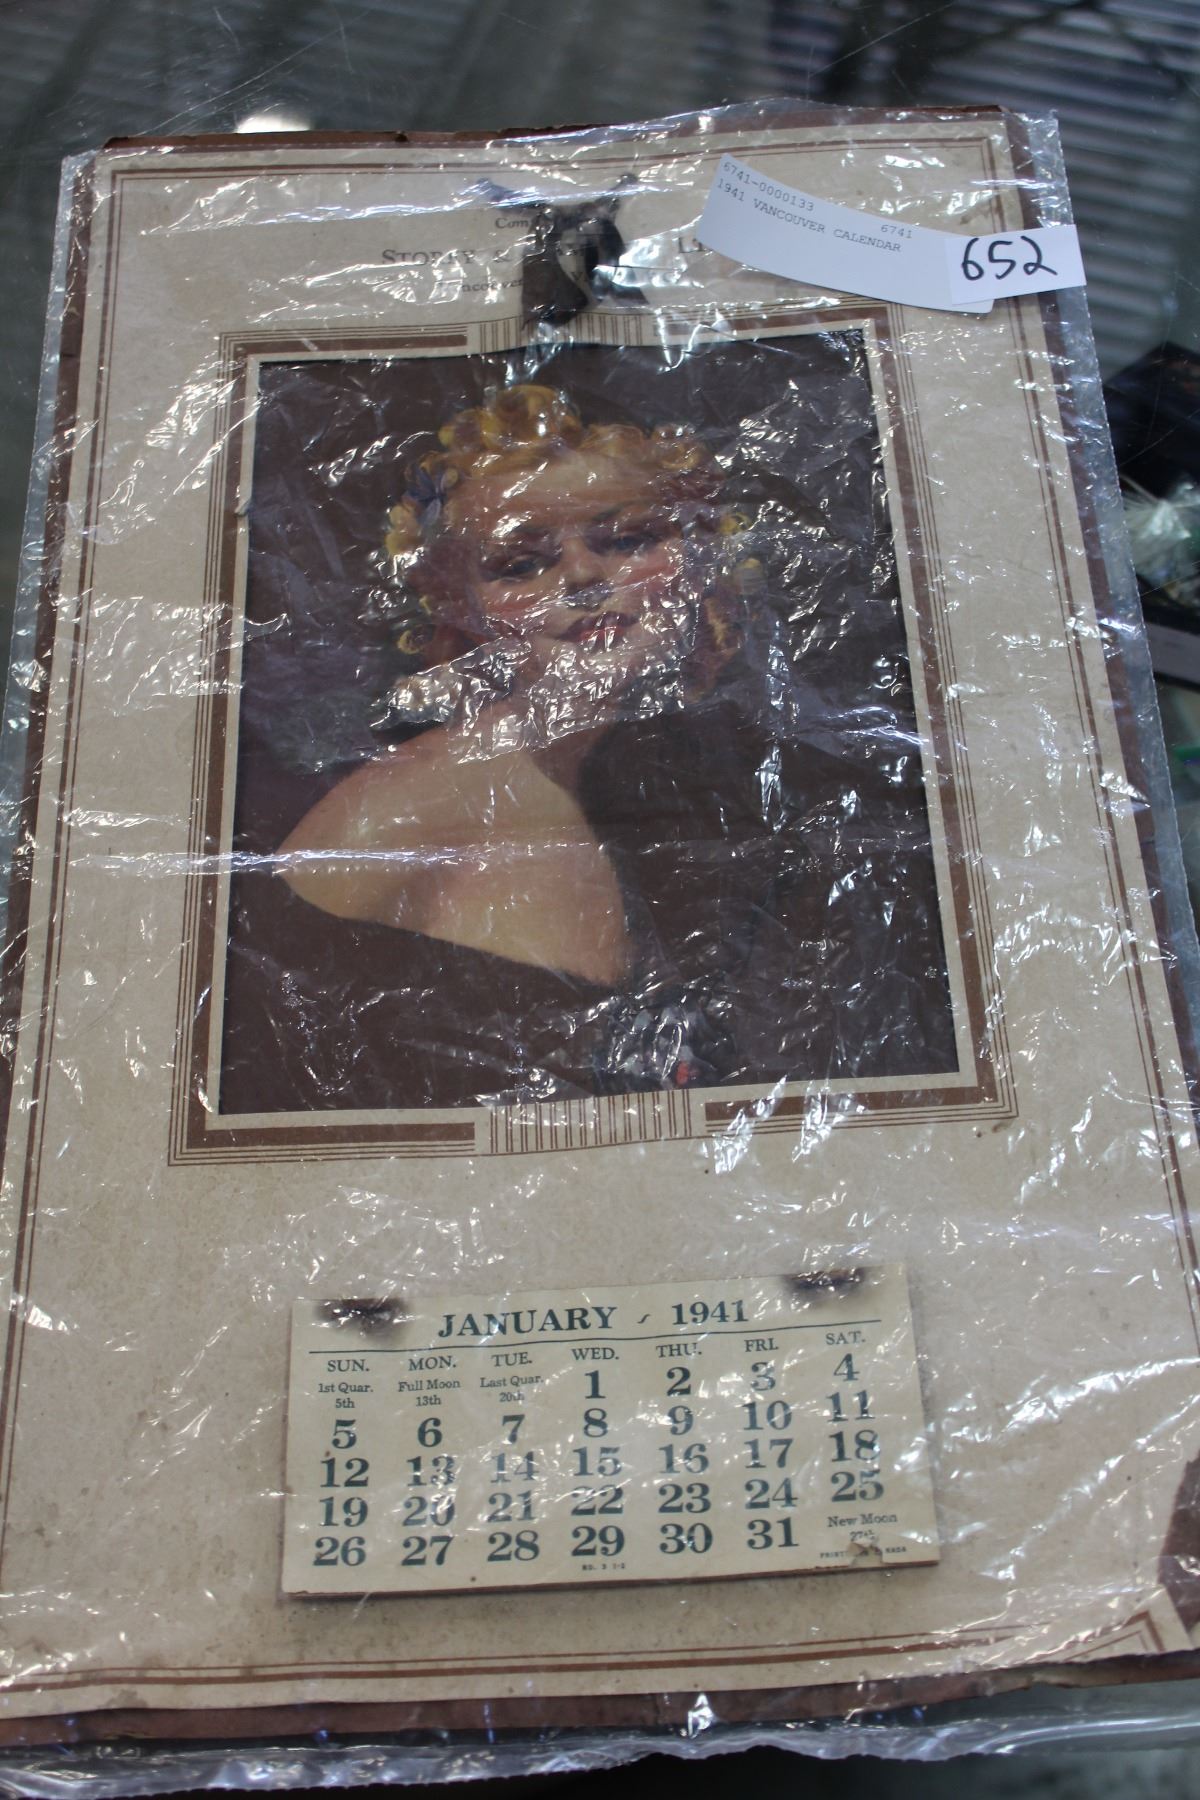 6741-0000133
6741
1941 VANCOUVER CALENDAR
652
STOREY &
JANUARY - 1941
SUN. MON. TUE. WED. THU. FRI. SAT.
1st Quar. 5th Full Moon 13th Last Quar. 20th 1 2 3 4
5 6 7 8 9 10 11
12 13 14 15 16 17 18
19 20 21 22 23 24 25
26 27 28 29 30 31 New Moon 27th